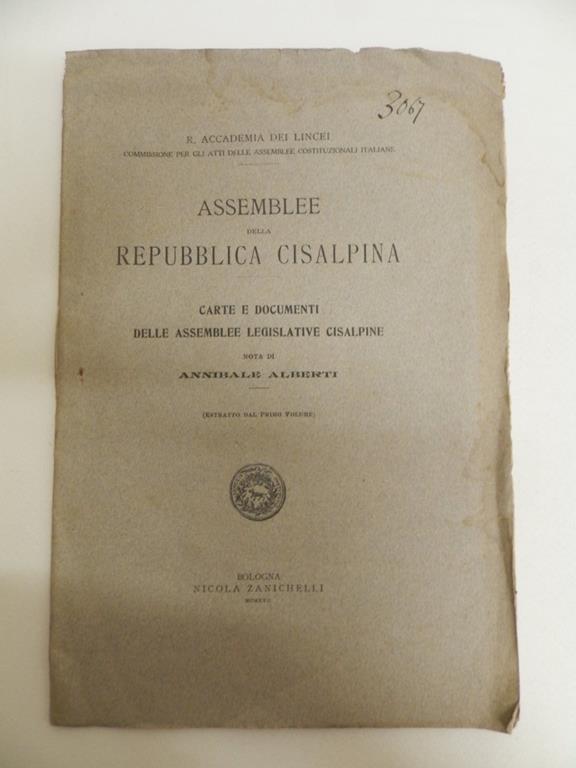 3067
R. ACCADEMIA DEI LINCEI
COMMISSIONE PER GLI ATTI DELLE ASSEMBLEE COSTITUZIONALI ITALIANE
ASSEMBLEE
DELLA
REPUBBLICA CISALPINA
CARTE E DOCUMENTI
DELLE ASSEMBLEE LEGISLATIVE CISALPINE
NOTA DI
ANNIBALE ALBERTI
(ESTRATTO DAL PRIMO VOLUME)
BOLOGNA
NICOLA ZANICHELLI